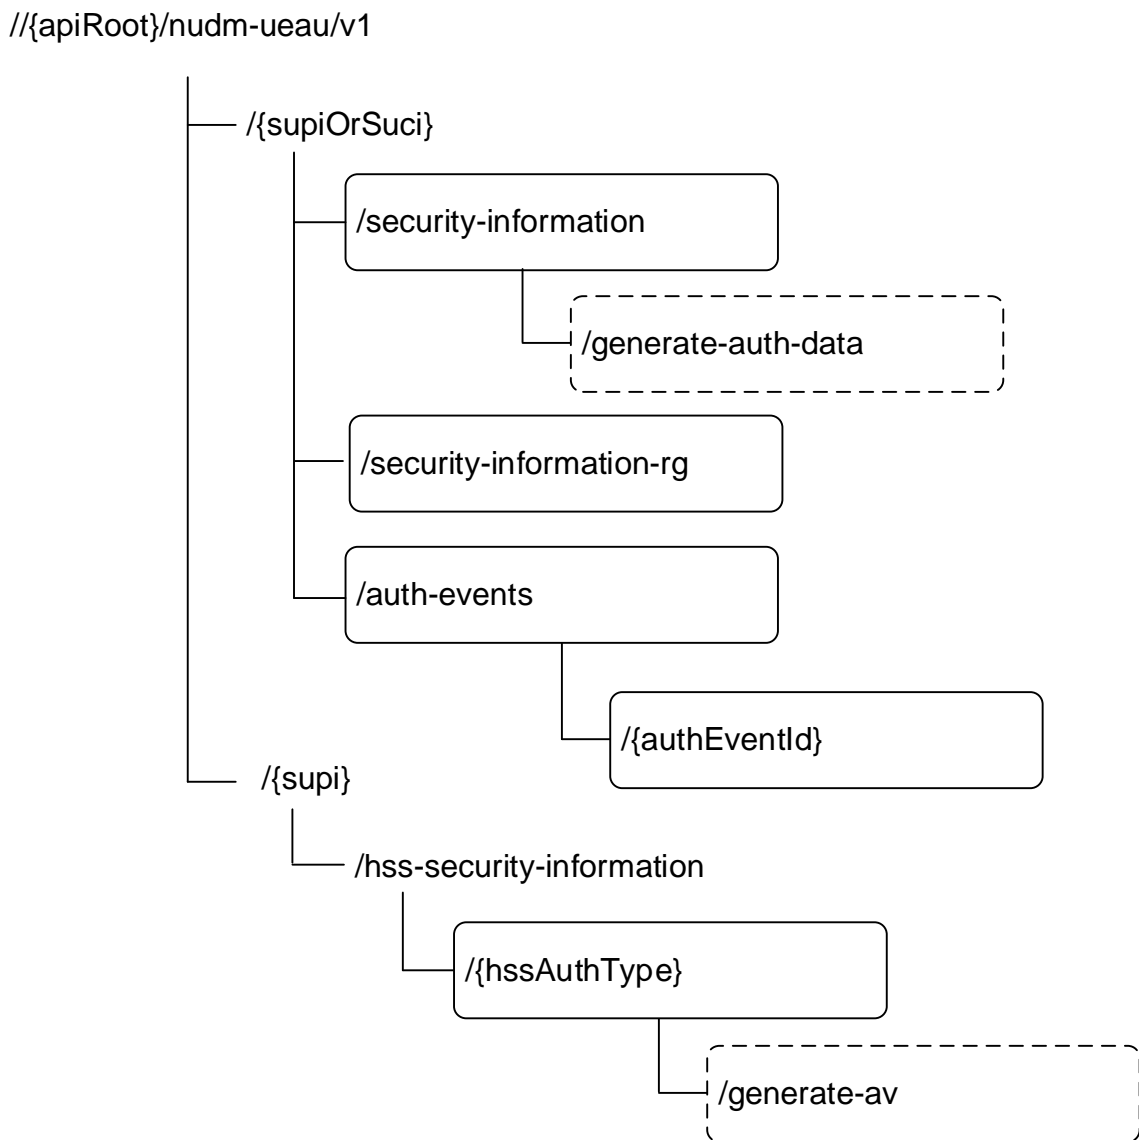 //{apiRoot}/nudm-ueau/v1
/{supiOrSuci}
/security-information
/generate-auth-data
/security-information-rg
/auth-events
/{authEventId}
/{supi}
/hss-security-information
/{hssAuthType}
/generate-av